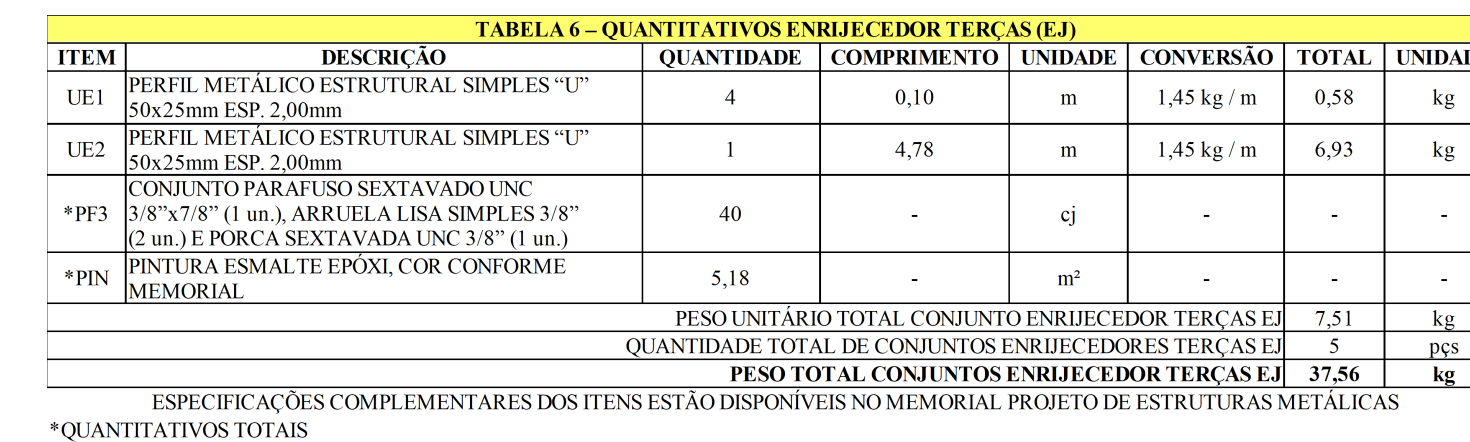 TABELA 6 – QUANTITATIVOS ENRIJECEDOR TERÇAS (EJ)
ITEM DESCRIÇÃO QUANTIDADE COMPRIMENTO UNIDADE CONVERSÃO TOTAL UNIDAD
UE1 PERFIL METÁLICO ESTRUTURAL SIMPLES “U” 50x25mm ESP. 2,00mm 4 0,10 m 1,45 kg / m 0,58 kg
UE2 PERFIL METÁLICO ESTRUTURAL SIMPLES “U” 50x25mm ESP. 2,00mm 1 4,78 m 1,45 kg / m 6,93 kg
*PF3 CONJUNTO PARAFUSO SEXTAVADO UNC 3/8”x7/8” (1 un.), ARRUELA LISA SIMPLES 3/8” (2 un.) E PORCA SEXTAVADA UNC 3/8” (1 un.) 40 - cj - - -
*PIN PINTURA ESMALTE EPÓXI, COR CONFORME MEMORIAL 5,18 - m² - - -
PESO UNITÁRIO TOTAL CONJUNTO ENRIJECEDOR TERÇAS EJ 7,51 kg
QUANTIDADE TOTAL DE CONJUNTOS ENRIJECEDORES TERÇAS EJ 5 pçs
PESO TOTAL CONJUNTOS ENRIJECEDOR TERÇAS EJ 37,56 kg
ESPECIFICAÇÕES COMPLEMENTARES DOS ITENS ESTÃO DISPONÍVEIS NO MEMORIAL PROJETO DE ESTRUTURAS METÁLICAS
*QUANTITATIVOS TOTAIS